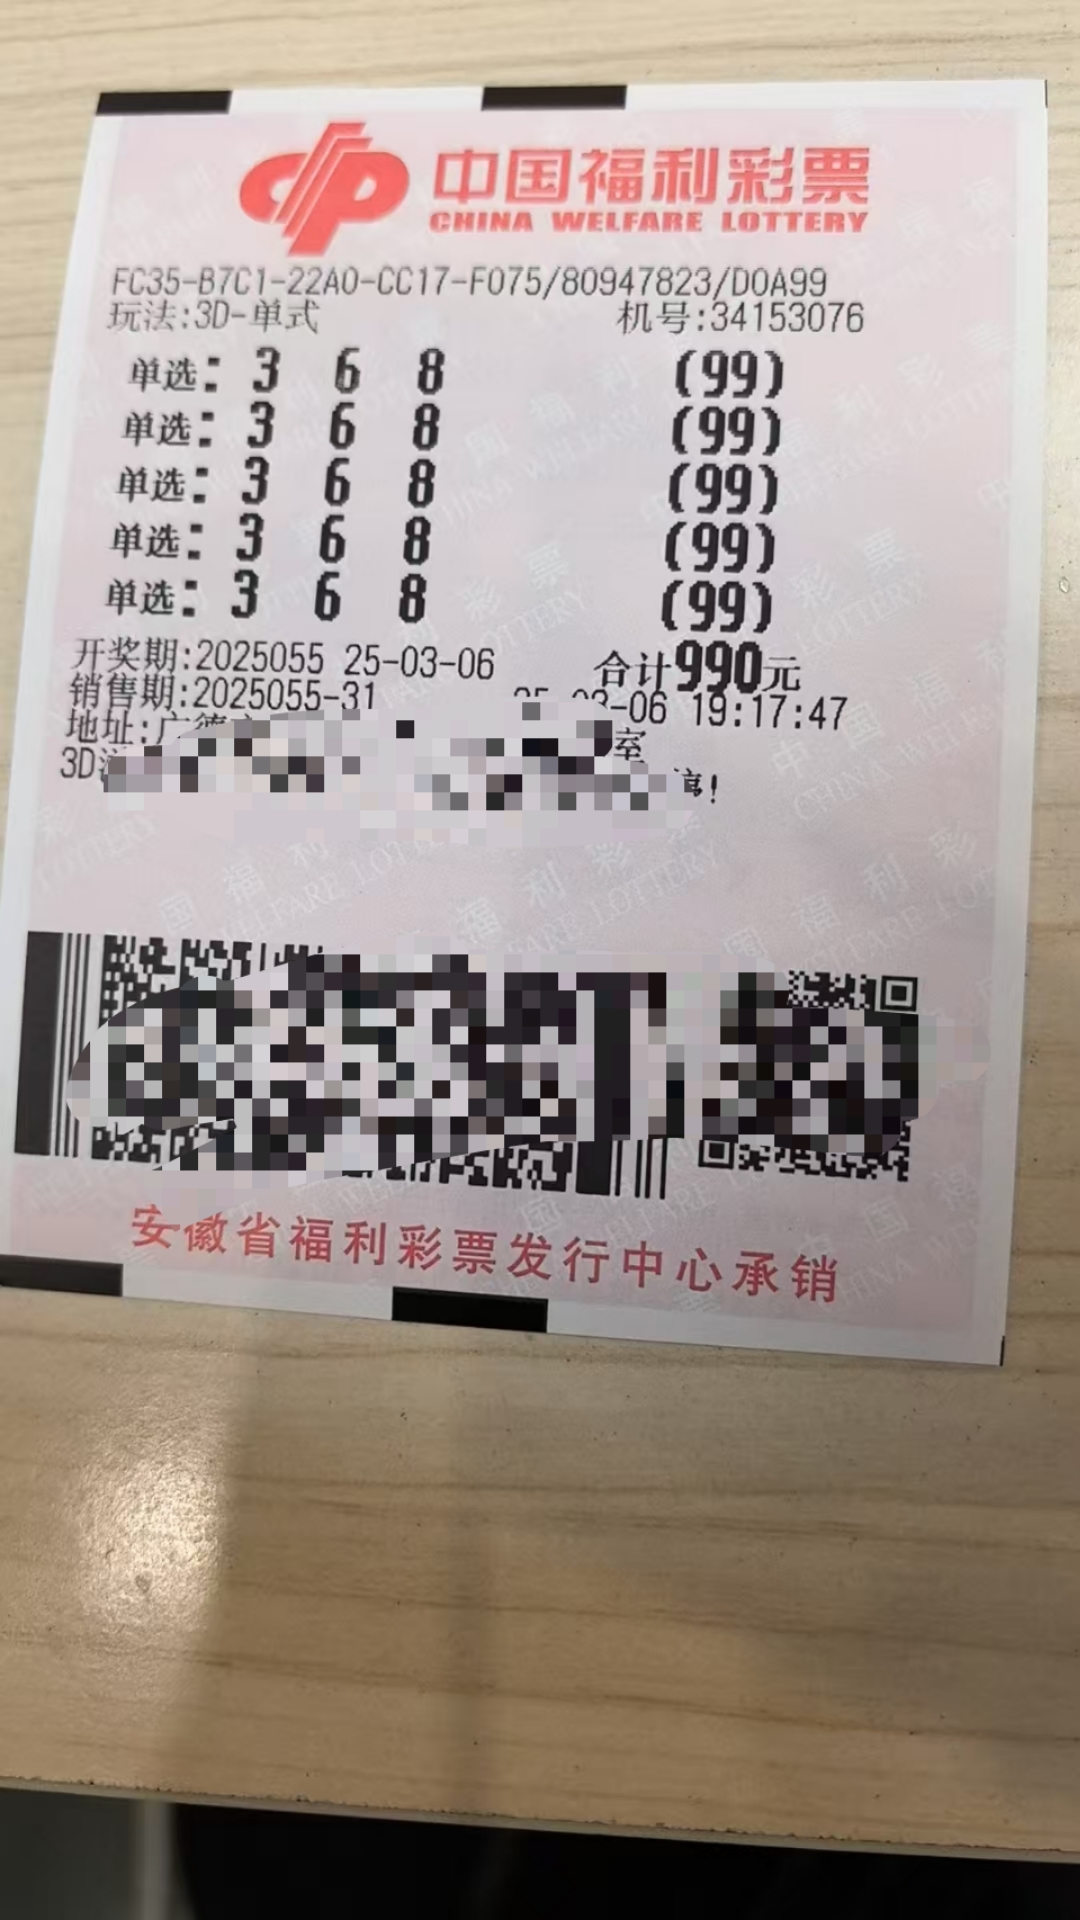 中国福利彩票
CHINA WELFARE LOTTERY
FC35-B7C1-22A0-CC17-F075/80947823/D0A99
玩法:3D-单式 机号:34153076
单选: 3 6 8 (99)
单选: 3 6 8 (99)
单选: 3 6 8 (99)
单选: 3 6 8 (99)
单选: 3 6 8 (99)
开奖期:2025055 25-03-06 合计990元
销售期:2025055-31 25-03-06 19:17:47
地址:广德 室
3D !
安徽省福利彩票发行中心承销